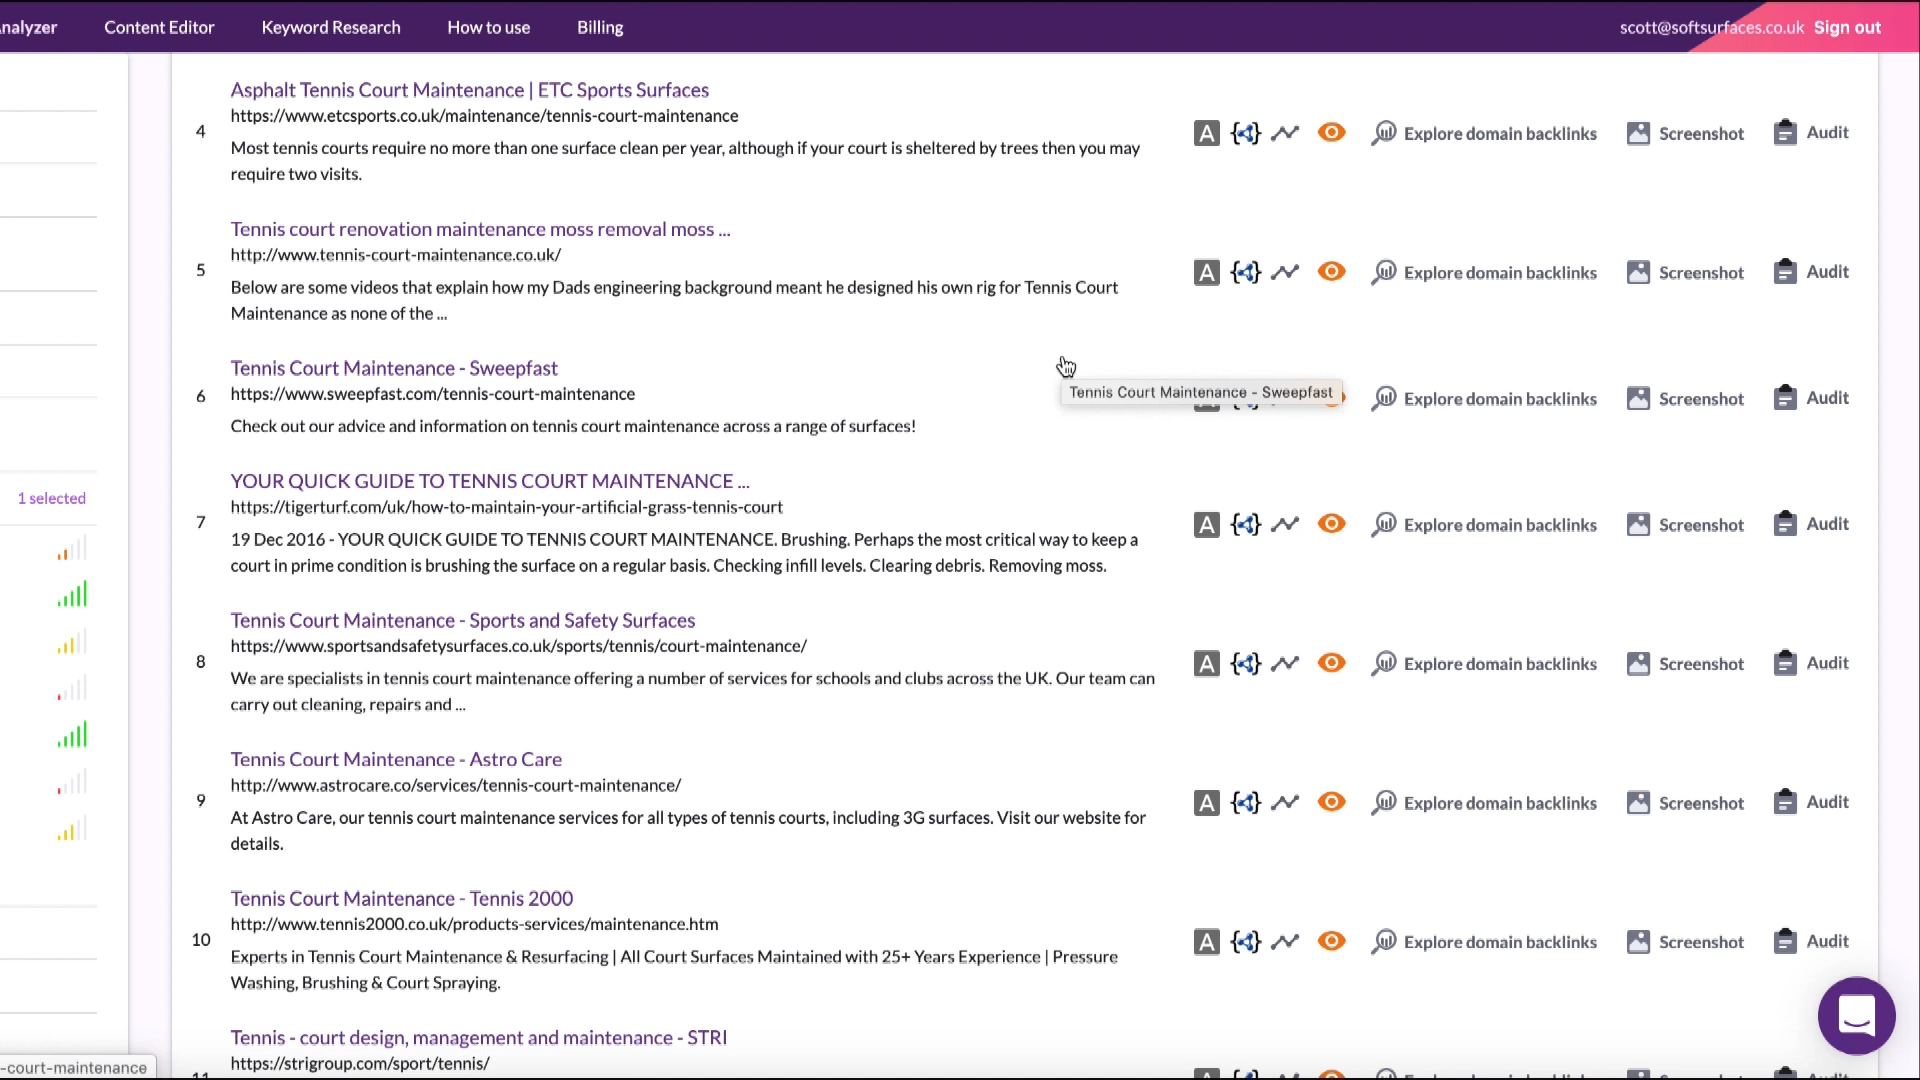 nalyzer Content Editor Keyword Research How to use Billing scott@softsurfaces.co.uk Sign out
Asphalt Tennis Court Maintenance | ETC Sports Surfaces
https://www.etcsports.co.uk/maintenance/tennis-court-maintenance
4 A Explore domain backlinks Screenshot Audit
Most tennis courts require no more than one surface clean per year, although if your court is sheltered by trees then you may
require two visits.
Tennis court renovation maintenance moss removal moss ...
http://www.tennis-court-maintenance.co.uk/
5 A Explore domain backlinks Screenshot Audit
Below are some videos that explain how my Dads engineering background meant he designed his own rig for Tennis Court
Maintenance as none of the ...
Tennis Court Maintenance - Sweepfast
https://www.sweepfast.com/tennis-court-maintenance
Tennis Court Maintenance - Sweepfast
6 Explore domain backlinks Screenshot Audit
Check out our advice and information on tennis court maintenance across a range of surfaces!
YOUR QUICK GUIDE TO TENNIS COURT MAINTENANCE ...
1 selected
https://tigerturf.com/uk/how-to-maintain-your-artificial-grass-tennis-court
7 A Explore domain backlinks Screenshot Audit
19 Dec 2016 - YOUR QUICK GUIDE TO TENNIS COURT MAINTENANCE. Brushing. Perhaps the most critical way to keep a
court in prime condition is brushing the surface on a regular basis. Checking infill levels. Clearing debris. Removing moss.
Tennis Court Maintenance - Sports and Safety Surfaces
https://www.sportsandsafetysurfaces.co.uk/sports/tennis/court-maintenance/
8 A Explore domain backlinks Screenshot Audit
We are specialists in tennis court maintenance offering a number of services for schools and clubs across the UK. Our team can
carry out cleaning, repairs and ...
Tennis Court Maintenance - Astro Care
http://www.astrocare.co/services/tennis-court-maintenance/
9 A Explore domain backlinks Screenshot Audit
At Astro Care, our tennis court maintenance services for all types of tennis courts, including 3G surfaces. Visit our website for
details.
Tennis Court Maintenance - Tennis 2000
http://www.tennis2000.co.uk/products-services/maintenance.htm
10 A Explore domain backlinks Screenshot Audit
Experts in Tennis Court Maintenance & Resurfacing | All Court Surfaces Maintained with 25+ Years Experience | Pressure
Washing, Brushing & Court Spraying.
Tennis - court design, management and maintenance - STRI
https://strigroup.com/sport/tennis/
-court-maintenance